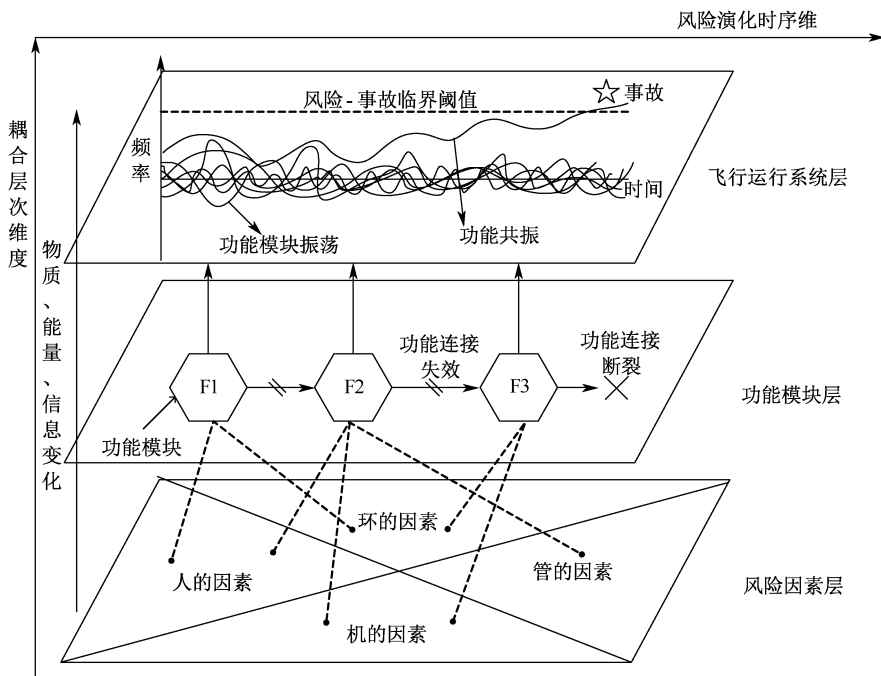 风险演化时序维
耦合层次维度
物质、能量、信息变化
风险-事故临界阈值
事故
频率
时间
功能模块振荡
功能共振
飞行运行系统层
功能连接
失效
功能连接
断裂
F1
F2
F3
功能模块
功能模块层
环的因素
人的因素
管的因素
机的因素
风险因素层